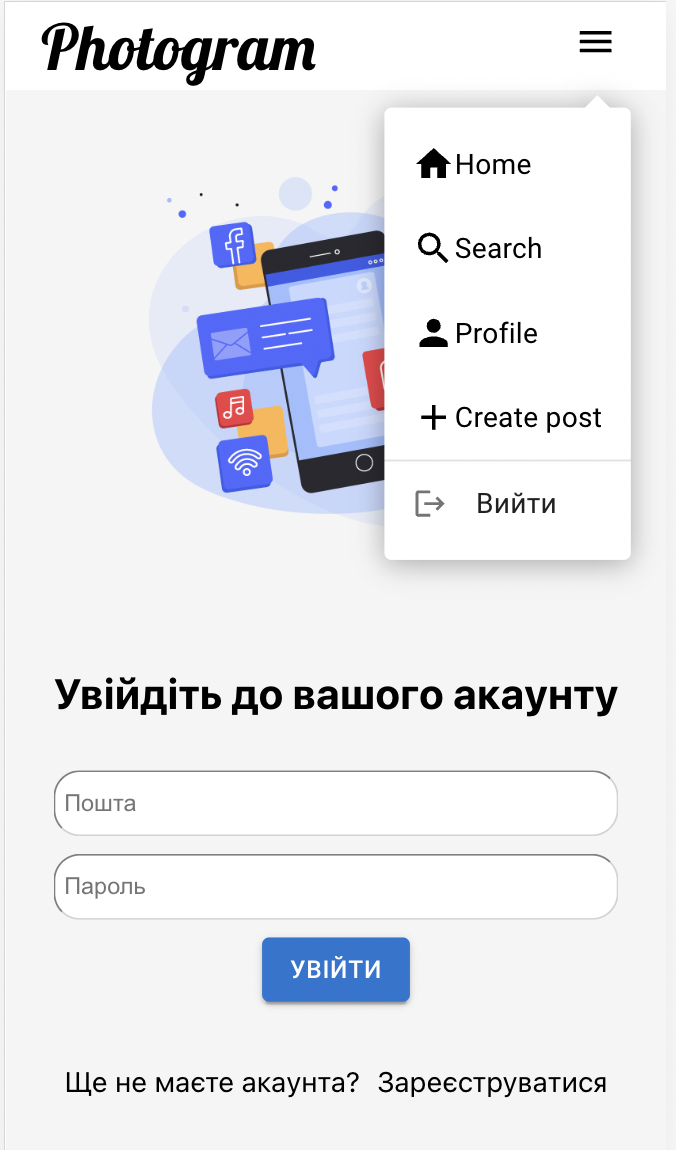 Photogram
Home
Search
Profile
Create post
Вийти
Увійдіть до вашого акаунту
Пошта
Пароль
УВІЙТИ
Ще не маєте акаунта? Зареєструватися